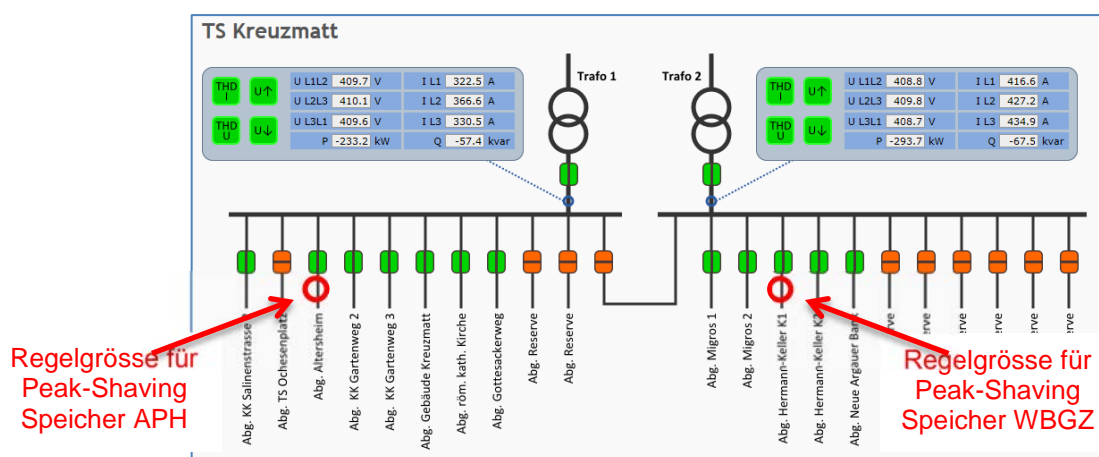 TS Kreuzmatt
THD I
U↑
U L1L2 409.7 V
I L1 322.5 A
U L2L3 410.1 V
I L2 366.6 A
THD U
U↓
U L3L1 409.6 V
I L3 330.5 A
P -233.2 kW
Q -57.4 kvar
Trafo 1
Trafo 2
THD I
U↑
U L1L2 408.8 V
I L1 416.6 A
U L2L3 409.8 V
I L2 427.2 A
THD U
U↓
U L3L1 408.7 V
I L3 434.9 A
P -293.7 kW
Q -67.5 kvar
Regelgrösse für
Peak-Shaving
Speicher APH
Abg. KK Salinenstrasse
Abg. TS Ochesenplatz
Abg. Altersheim
Abg. KK Gartenweg 2
Abg. KK Gartenweg 3
Abg. Gebäude Kreuzmatt
Abg. röm. kath. Kirche
Abg. Gottesackerweg
Abg. Reserve
Abg. Reserve
Abg. Migros 1
Abg. Migros 2
Abg. Hermann-Keller K1
Abg. Hermann-Keller K2
Abg. Neue Argauer Bank
Regelgrösse für
Peak-Shaving
Speicher WBGZ